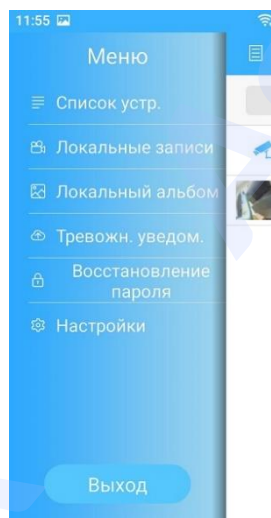 11:55
Меню
Список устр.
Локальные записи
Локальный альбом
Тревожн. уведом.
Восстановление
пароля
Настройки
Выход